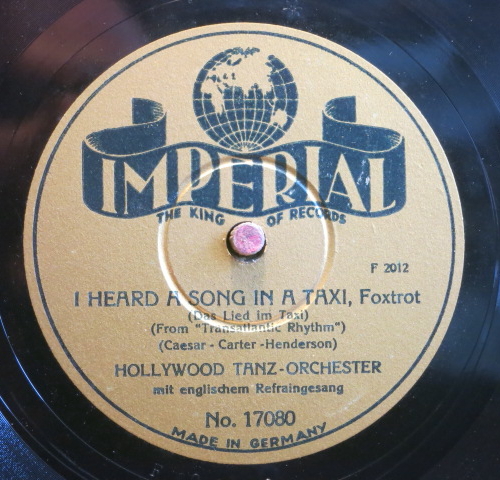 IMPERIAL
THE KING OF RECORDS
F 2012
I HEARD A SONG IN A TAXI, Foxtrot
(Das Lied im Taxi)
(From "Transatlantic Rhythm")
(Caesar - Carter - Henderson)
HOLLYWOOD TANZ-ORCHESTER
mit englischem Refraingesang
No. 17080
MADE IN GERMANY